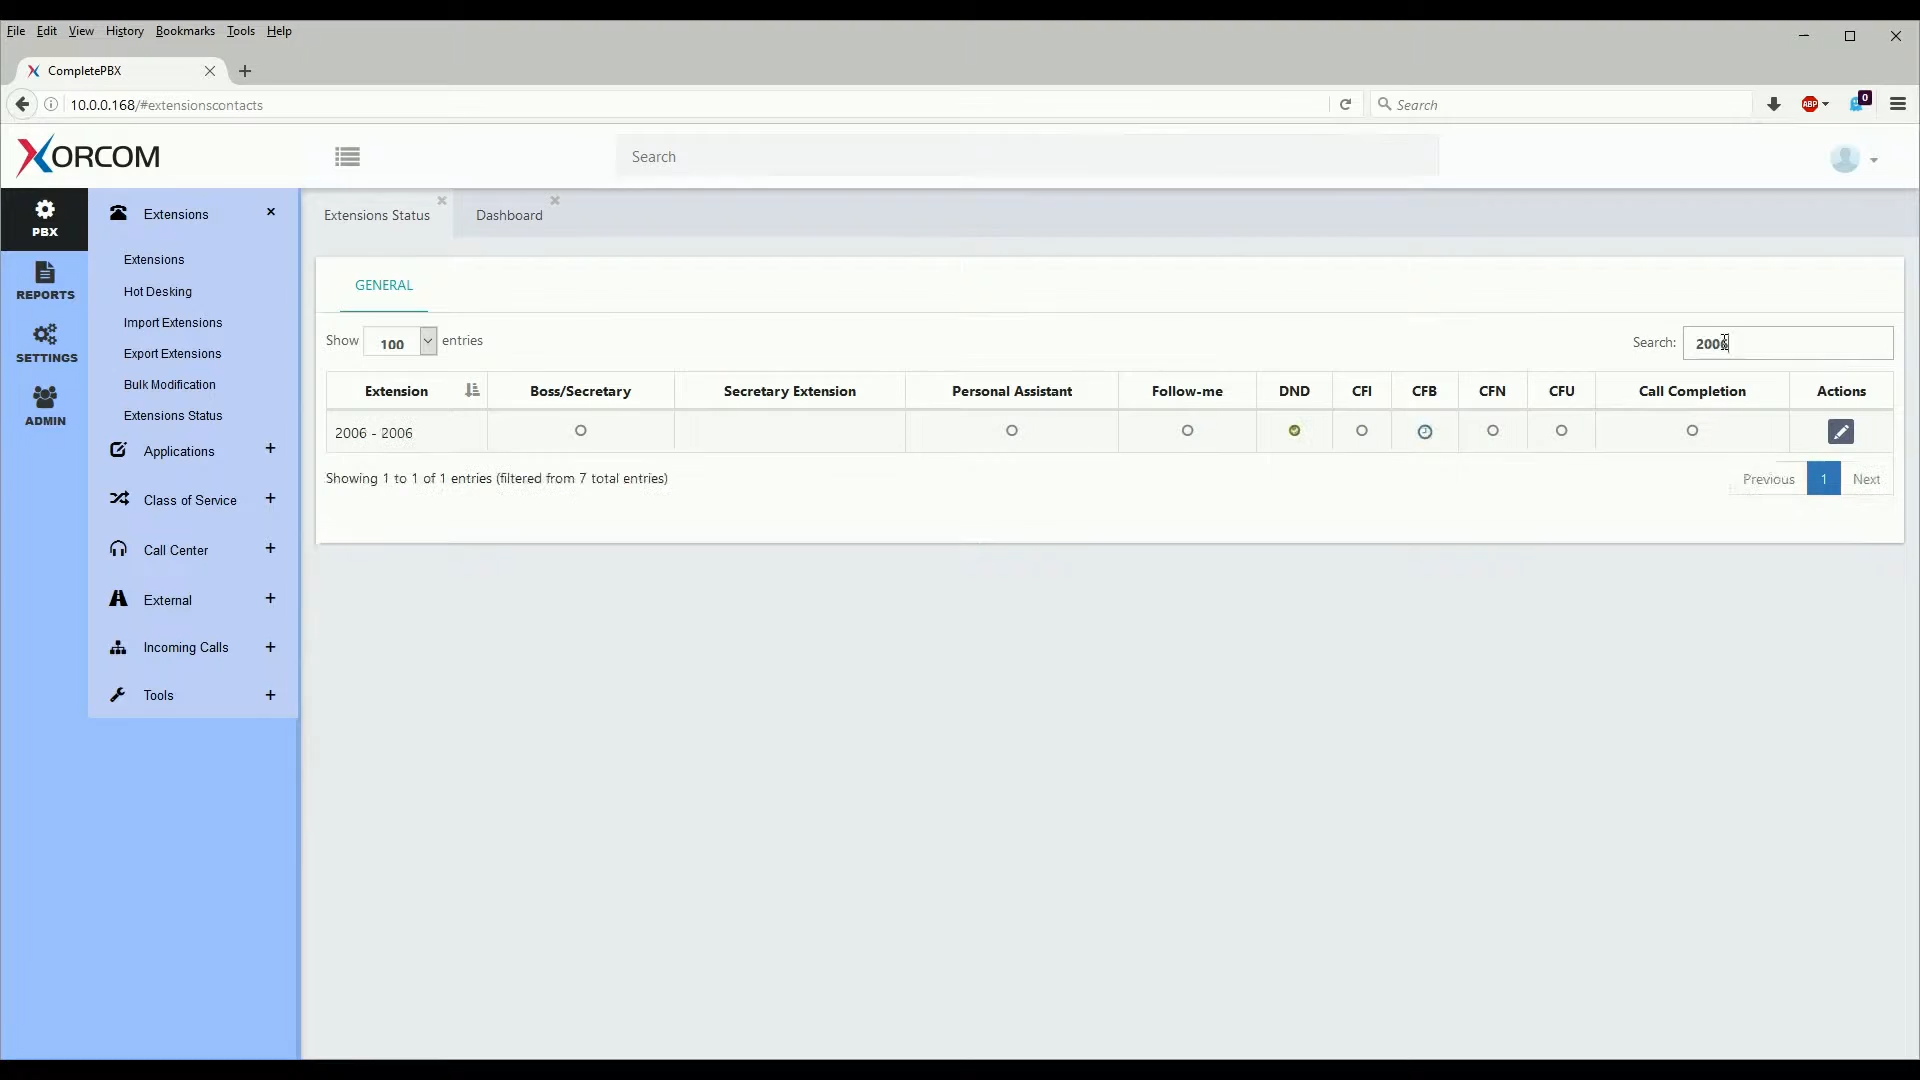 File Edit View History Bookmarks Tools Help
CompletePBX
10.0.0.168/#extensionscontacts
Search
ABP
0
XORCOM
Search
PBX
REPORTS
SETTINGS
ADMIN
Extensions
Extensions
Hot Desking
Import Extensions
Export Extensions
Bulk Modification
Extensions Status
Applications
Class of Service
Call Center
External
Incoming Calls
Tools
Extensions Status
Dashboard
GENERAL
Show 100 entries
Search: 2006
Extension Boss/Secretary Secretary Extension Personal Assistant Follow-me DND CFI CFB CFN CFU Call Completion Actions
2006 - 2006
Showing 1 to 1 of 1 entries (filtered from 7 total entries)
Previous 1 Next